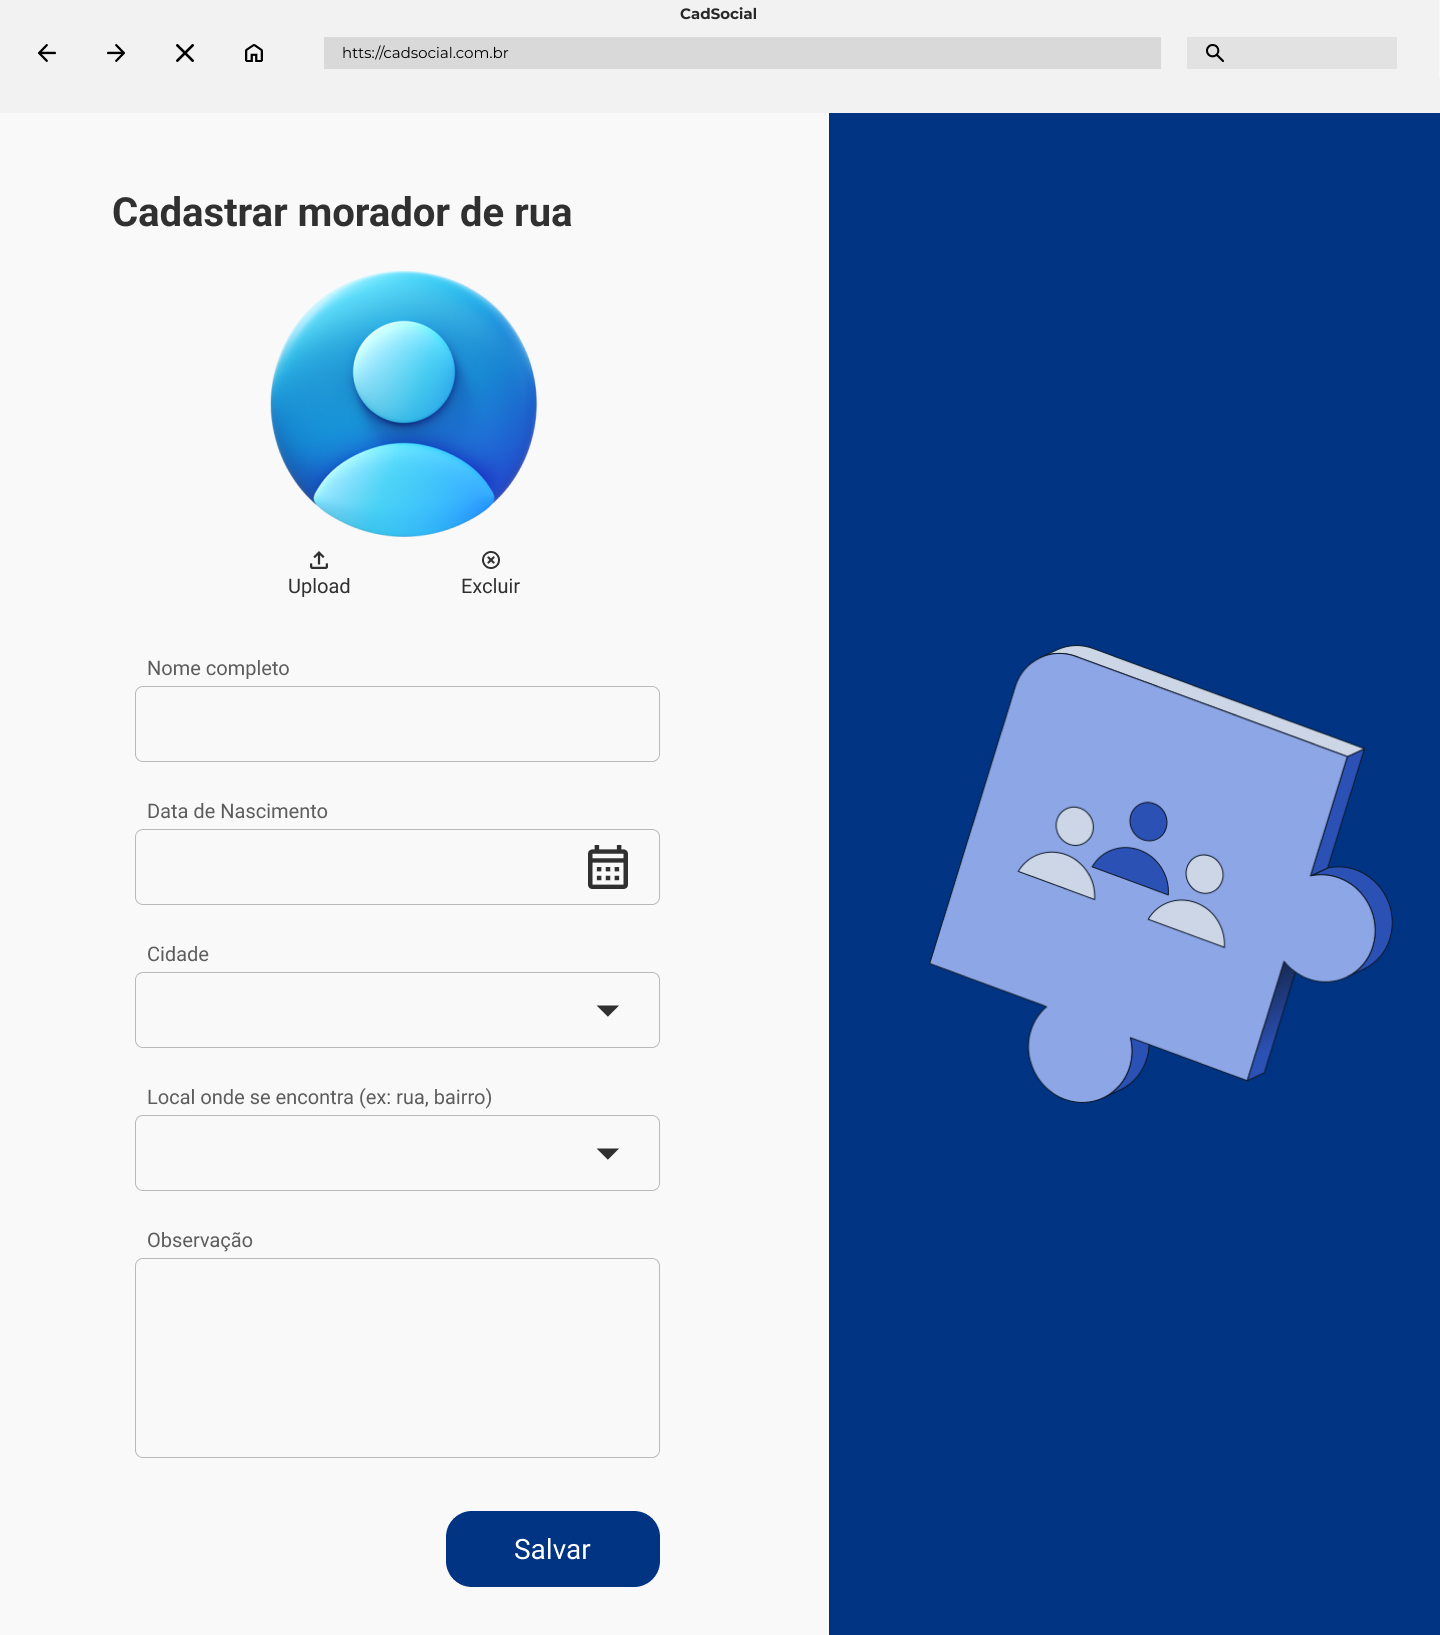 CadSocial
htts://cadsocial.com.br
Cadastrar morador de rua
Upload
Excluir
Nome completo
Data de Nascimento
Cidade
Local onde se encontra (ex: rua, bairro)
Observação
Salvar